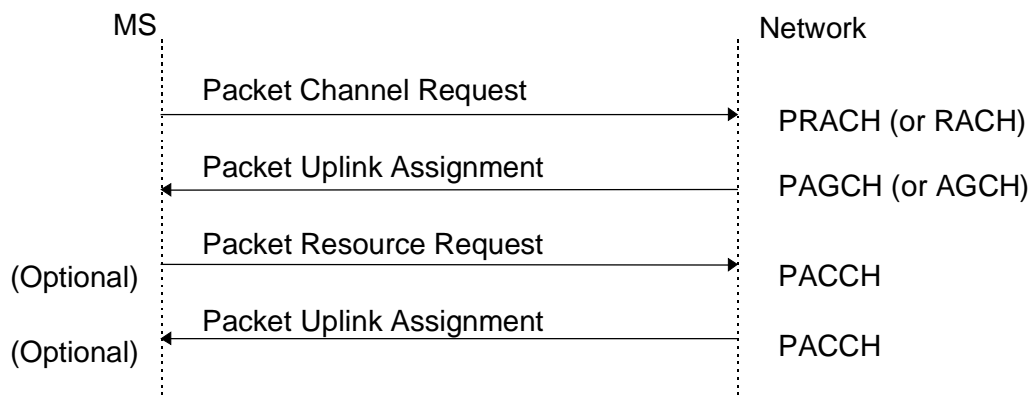 MS
Network
Packet Channel Request
PRACH (or RACH)
Packet Uplink Assignment
PAGCH (or AGCH)
Packet Resource Request
(Optional)
PACCH
Packet Uplink Assignment
(Optional)
PACCH